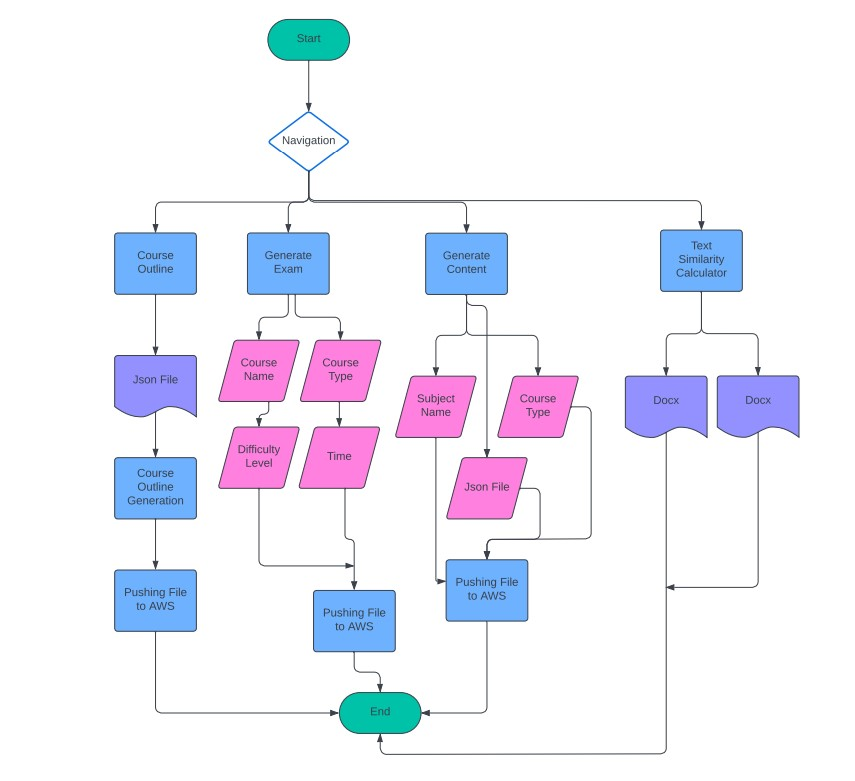 Start
Navigation
Course
Outline
Generate
Exam
Generate
Content
Text
Similarity
Calculator
Json File
Course
Name
Course
Type
Subject
Name
Course
Type
Docx
Docx
Difficulty
Level
Time
Course
Outline
Generation
Json File
Pushing File
to AWS
Pushing File
to AWS
Pushing File
to AWS
End